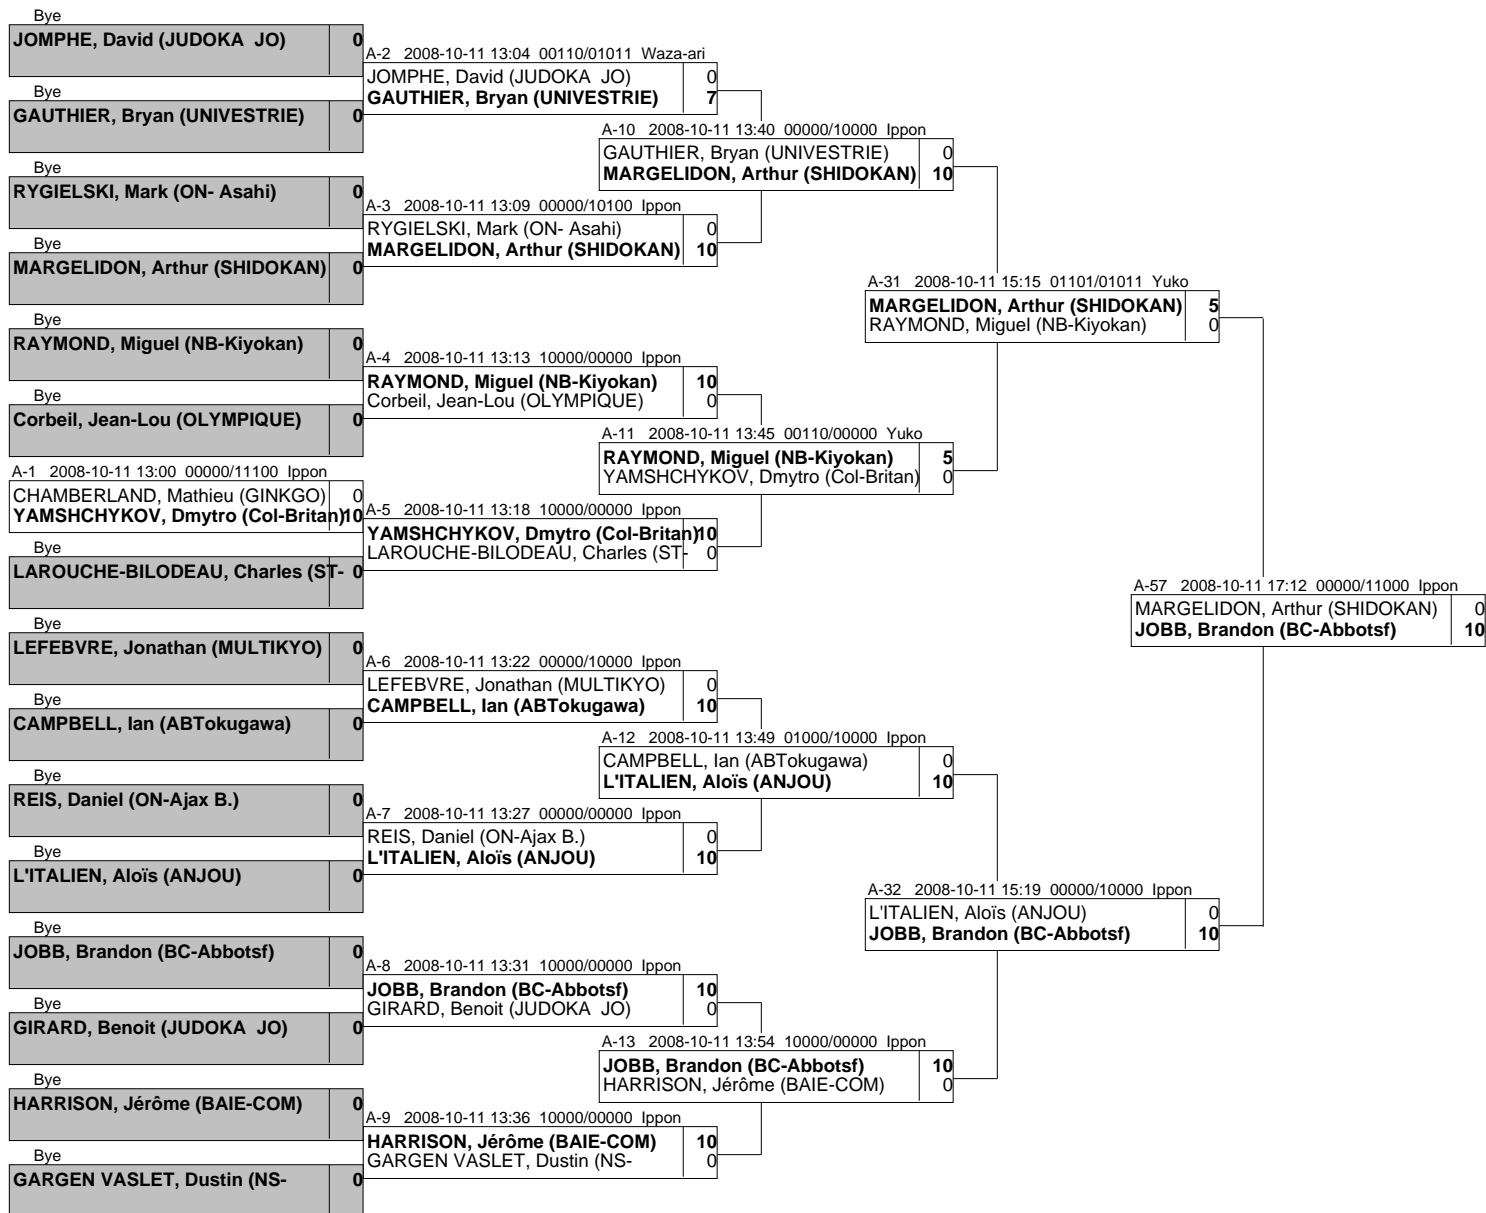 Bye
JOMPHE, David (JUDOKA  JO) 0
Bye
GAUTHIER, Bryan (UNIVESTRIE) 0
Bye
RYGIELSKI, Mark (ON- Asahi) 0
Bye
MARGELIDON, Arthur (SHIDOKAN) 0
Bye
RAYMOND, Miguel (NB-Kiyokan) 0
Bye
Corbeil, Jean-Lou (OLYMPIQUE) 0
A-1 2008-10-11 13:00 00000/11100 Ippon
CHAMBERLAND, Mathieu (GINKGO) 0
YAMSHCHYKOV, Dmytro (Col-Britan) 10
Bye
LAROUCHE-BILODEAU, Charles (ST- 0
Bye
LEFEBVRE, Jonathan (MULTIKYO) 0
Bye
CAMPBELL, Ian (ABTokugawa) 0
Bye
REIS, Daniel (ON-Ajax B.) 0
Bye
L'ITALIEN, Aloïs (ANJOU) 0
Bye
JOBB, Brandon (BC-Abbotsf) 0
Bye
GIRARD, Benoit (JUDOKA  JO) 0
Bye
HARRISON, Jérôme (BAIE-COM) 0
Bye
GARGEN VASLET, Dustin (NS- 0
A-2 2008-10-11 13:04 00110/01011 Waza-ari
JOMPHE, David (JUDOKA  JO) 0
GAUTHIER, Bryan (UNIVESTRIE) 7
A-3 2008-10-11 13:09 00000/10100 Ippon
RYGIELSKI, Mark (ON- Asahi) 0
MARGELIDON, Arthur (SHIDOKAN) 10
A-4 2008-10-11 13:13 10000/00000 Ippon
RAYMOND, Miguel (NB-Kiyokan) 10
Corbeil, Jean-Lou (OLYMPIQUE) 0
A-5 2008-10-11 13:18 10000/00000 Ippon
YAMSHCHYKOV, Dmytro (Col-Britan) 10
LAROUCHE-BILODEAU, Charles (ST- 0
A-6 2008-10-11 13:22 00000/10000 Ippon
LEFEBVRE, Jonathan (MULTIKYO) 0
CAMPBELL, Ian (ABTokugawa) 10
A-7 2008-10-11 13:27 00000/00000 Ippon
REIS, Daniel (ON-Ajax B.) 0
L'ITALIEN, Aloïs (ANJOU) 10
A-8 2008-10-11 13:31 10000/00000 Ippon
JOBB, Brandon (BC-Abbotsf) 10
GIRARD, Benoit (JUDOKA  JO) 0
A-9 2008-10-11 13:36 10000/00000 Ippon
HARRISON, Jérôme (BAIE-COM) 10
GARGEN VASLET, Dustin (NS- 0
A-10 2008-10-11 13:40 00000/10000 Ippon
GAUTHIER, Bryan (UNIVESTRIE) 0
MARGELIDON, Arthur (SHIDOKAN) 10
A-11 2008-10-11 13:45 00110/00000 Yuko
RAYMOND, Miguel (NB-Kiyokan) 5
YAMSHCHYKOV, Dmytro (Col-Britan) 0
A-12 2008-10-11 13:49 01000/10000 Ippon
CAMPBELL, Ian (ABTokugawa) 0
L'ITALIEN, Aloïs (ANJOU) 10
A-13 2008-10-11 13:54 10000/00000 Ippon
JOBB, Brandon (BC-Abbotsf) 10
HARRISON, Jérôme (BAIE-COM) 0
A-31 2008-10-11 15:15 01101/01011 Yuko
MARGELIDON, Arthur (SHIDOKAN) 5
RAYMOND, Miguel (NB-Kiyokan) 0
A-32 2008-10-11 15:19 00000/10000 Ippon
L'ITALIEN, Aloïs (ANJOU) 0
JOBB, Brandon (BC-Abbotsf) 10
A-57 2008-10-11 17:12 00000/11000 Ippon
MARGELIDON, Arthur (SHIDOKAN) 0
JOBB, Brandon (BC-Abbotsf) 10